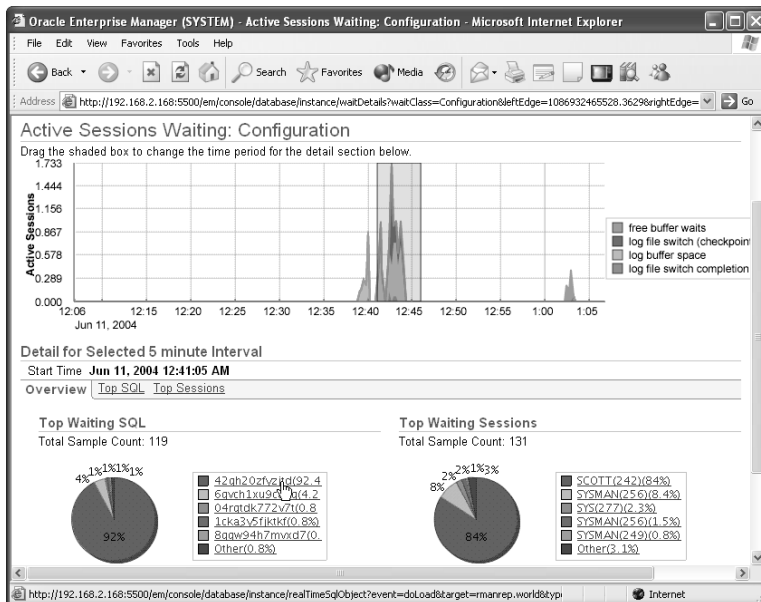 Oracle Enterprise Manager (SYSTEM) - Active Sessions Waiting: Configuration - Microsoft Internet Explorer
File Edit View Favorites Tools Help
Back Search Favorites Media
Address http://192.168.2.168:5500/em/console/database/instance/waitDetails?waitClass=Configuration&leftEdge=1086932465528.3629&rightEdge= Go
Active Sessions Waiting: Configuration
Drag the shaded box to change the time period for the detail section below.
Active Sessions
1.733
1.444
1.156
0.867
0.578
0.289
0.000
12:06 12:15 12:20 12:25 12:30 12:35 12:40 12:45 12:50 12:55 1:00 1:05
Jun 11, 2004
free buffer waits
log file switch (checkpoint
log buffer space
log file switch completion
Detail for Selected 5 minute Interval
Start Time Jun 11, 2004 12:41:05 AM
Overview Top SQL Top Sessions
Top Waiting SQL
Total Sample Count: 119
4% 1% 1% 1% 1%
92%
(92.4
(4.2
04rqtdk772v7t(0.8
1cka3v5fjktkf(0.8%)
8qqw94h7mvxd7(0.
Other(0.8%)
Top Waiting Sessions
Total Sample Count: 131
8% 2% 2% 1% 3%
84%
SCOTT(242)(84%)
SYSMAN(256)(8.4%)
SYS(277)(2.3%)
SYSMAN(256)(1.5%)
SYSMAN(249)(0.8%)
Other(3.1%)
http://192.168.2.168:5500/em/console/database/instance/realTimeSqlObject?event=doLoad&target=rmanrep.world&typ Internet